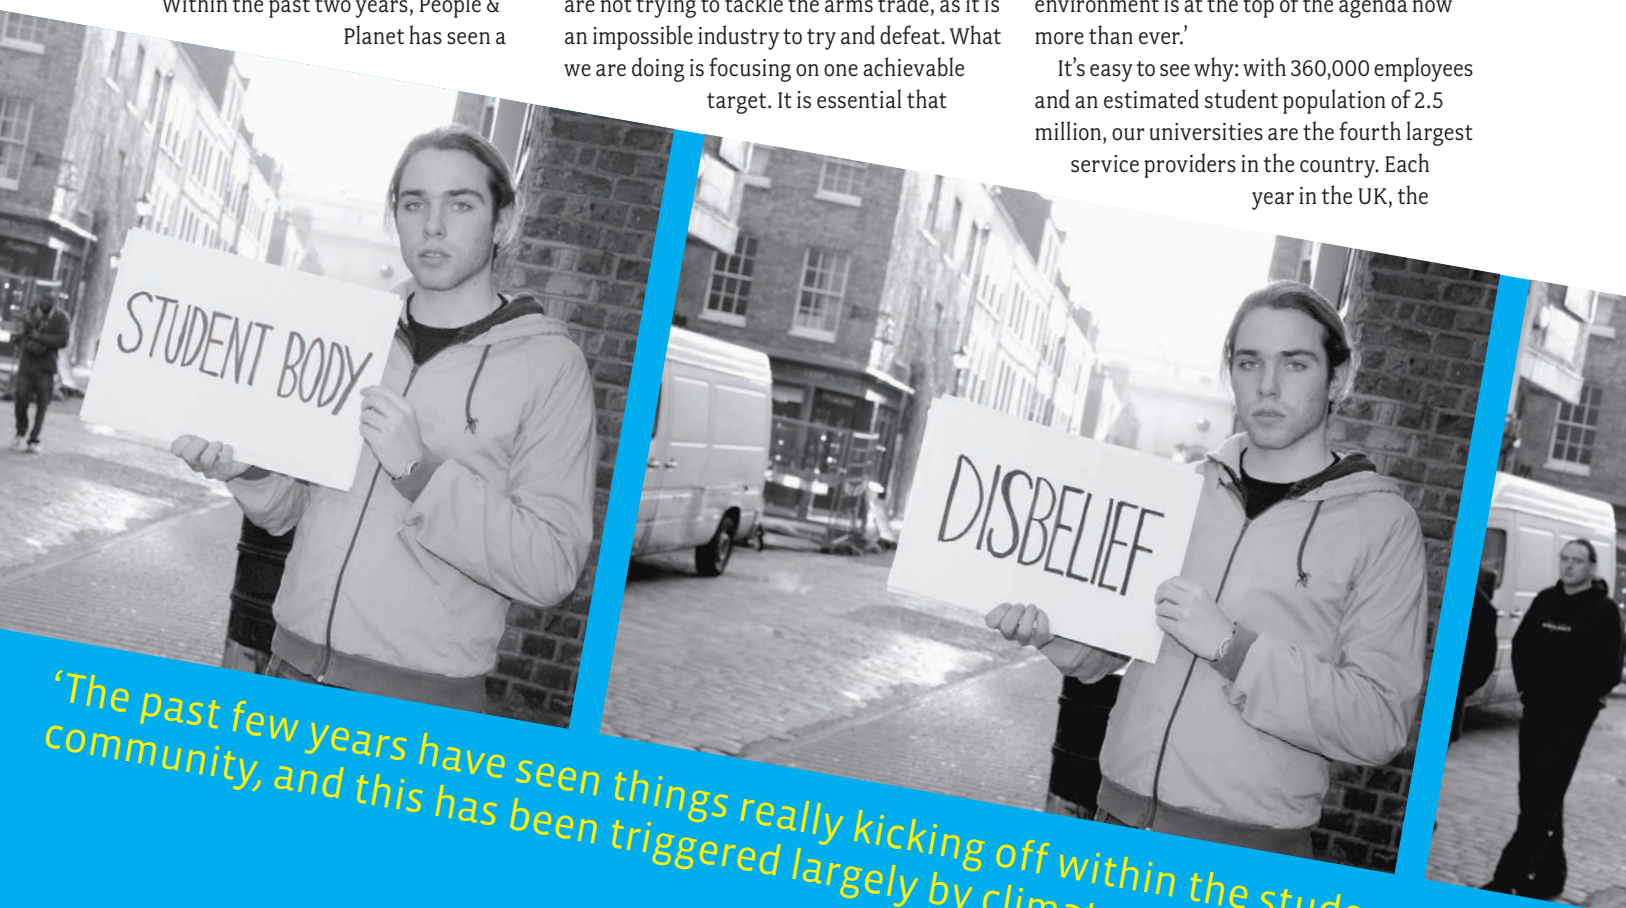 Within the past two years, People &
Planet has seen a
are not trying to tackle the arms trade, as it is
an impossible industry to try and defeat. What
we are doing is focusing on one achievable
target. It is essential that
environment is at the top of the agenda now
more than ever.’
It’s easy to see why: with 360,000 employees
and an estimated student population of 2.5
million, our universities are the fourth largest
service providers in the country. Each
year in the UK, the
STUDENT BODY
DISBELIEF
‘The past few years have seen things really kicking off within the
community, and this has been triggered largely by